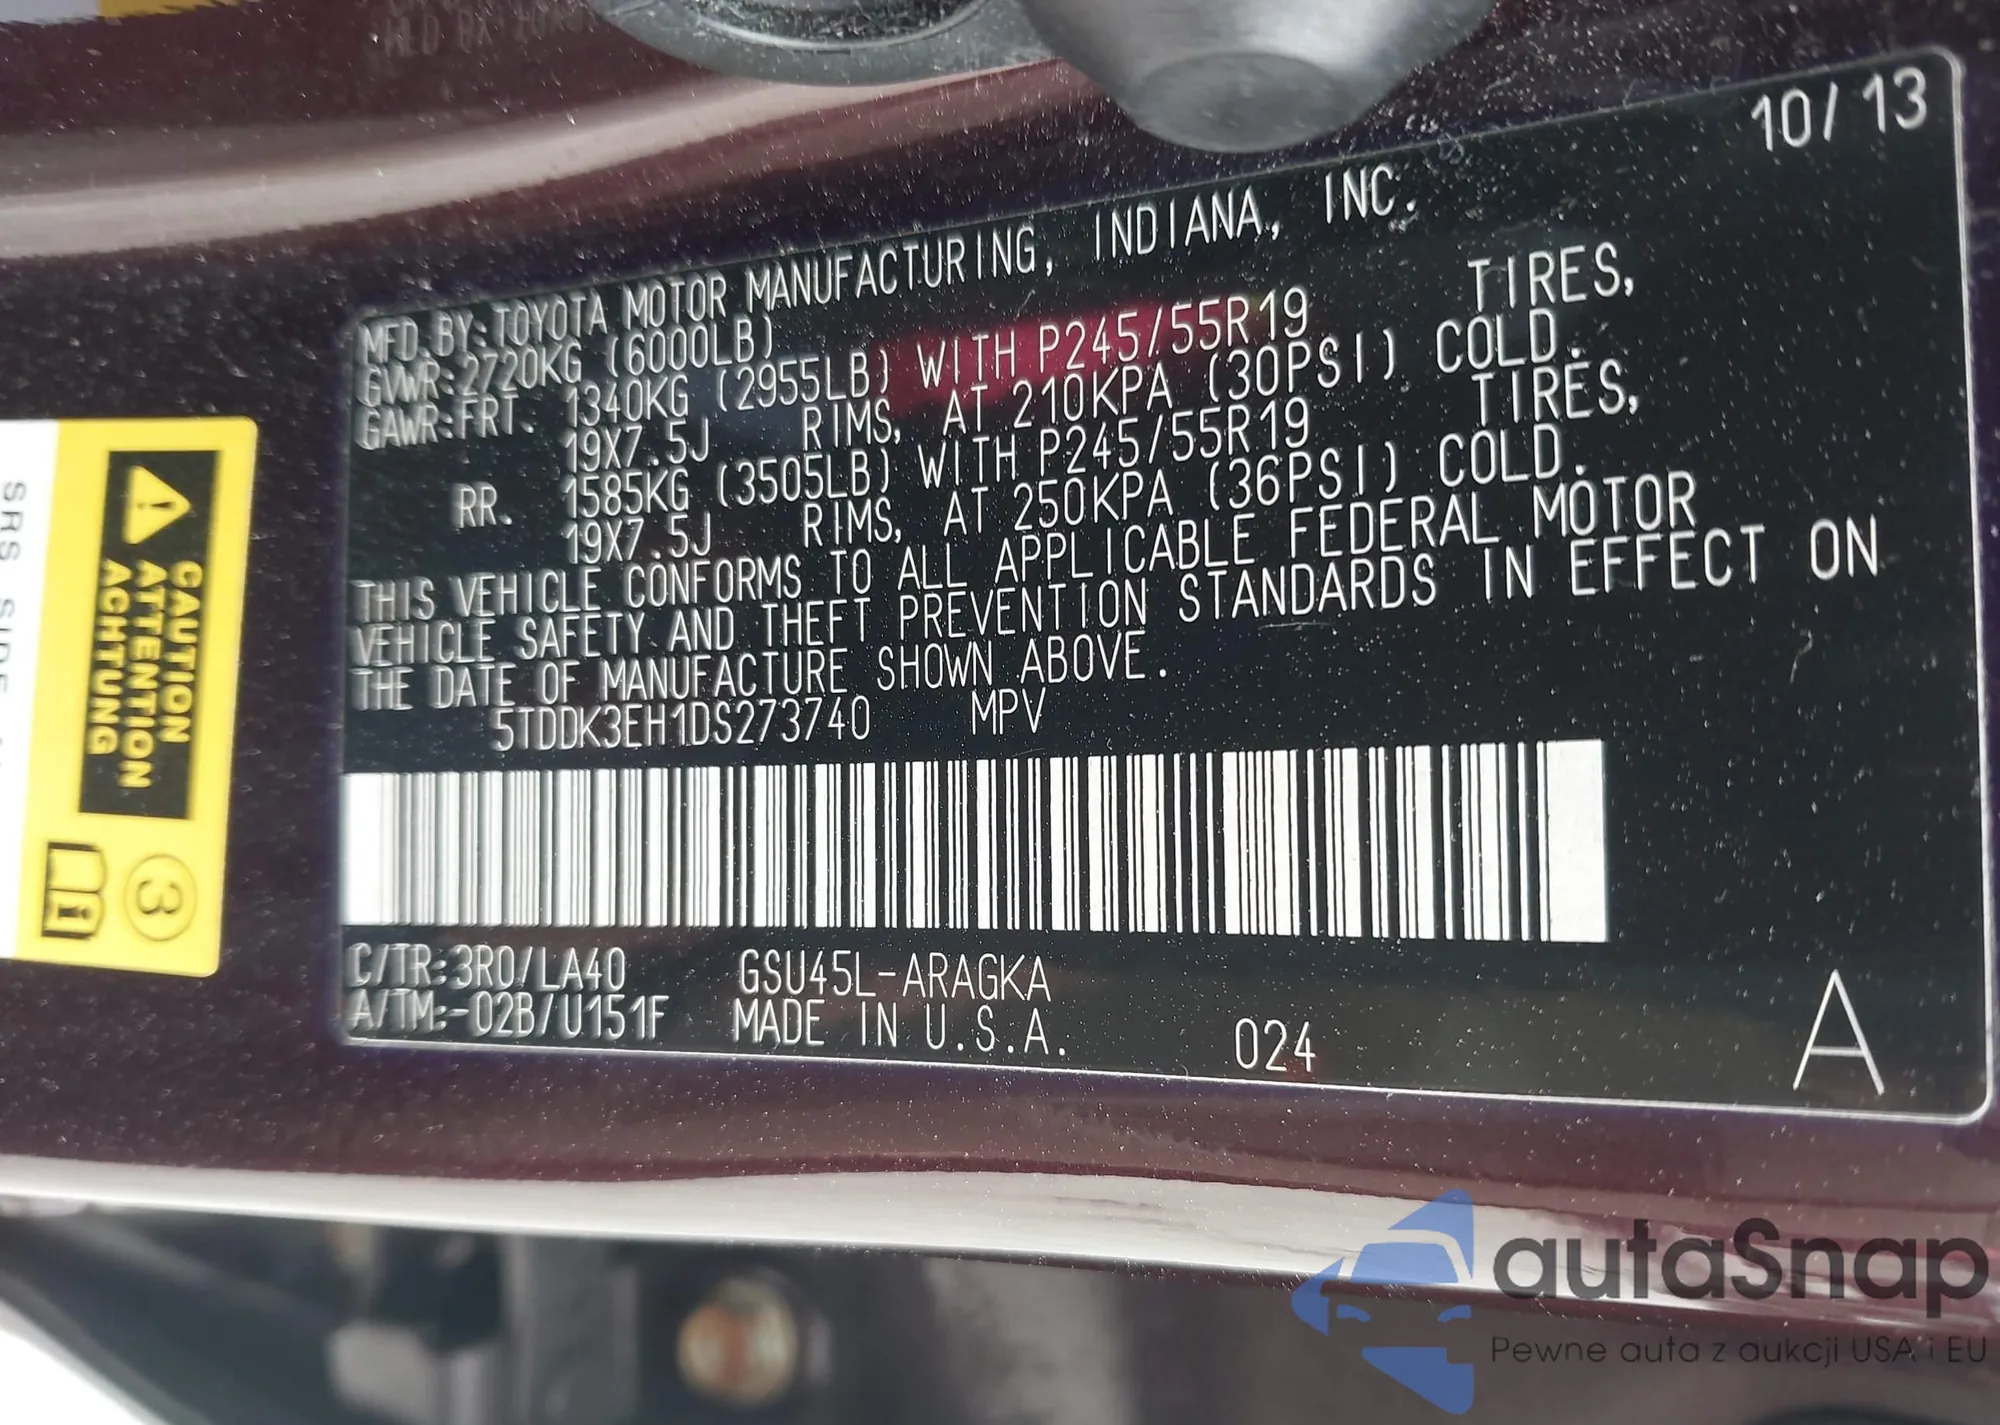 10/13
MFD. BY: TOYOTA MOTOR MANUFACTURING, INDIANA, INC.
GVWR: 2720KG (6000LB)
GAWR: FRT. 1340KG (2955LB) WITH P245/55R19 TIRES,
19X7.5J RIMS, AT 210KPA (30PSI) COLD.
RR. 1585KG (3505LB) WITH P245/55R19 TIRES,
19X7.5J RIMS, AT 250KPA (36PSI) COLD.
THIS VEHICLE CONFORMS TO ALL APPLICABLE FEDERAL MOTOR
VEHICLE SAFETY AND THEFT PREVENTION STANDARDS IN EFFECT ON
THE DATE OF MANUFACTURE SHOWN ABOVE.
5TDDK3EH1DS273740 MPV
C/TR: 3R0/LA40 GSU45L-ARAGKA
A/TM: -02B/U151F MADE IN U.S.A. 024 A
CAUTION
ATTENTION
ACHTUNG
3
SRS SIDE
autaSnap
Pewne auta z aukcji USA i EU